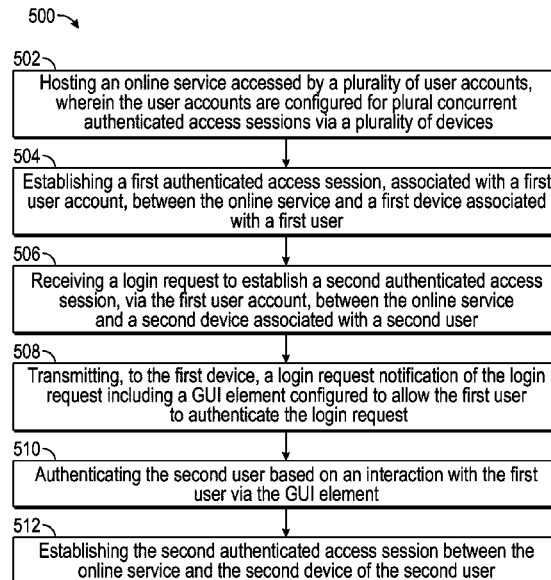 500
502
Hosting an online service accessed by a plurality of user accounts,
wherein the user accounts are configured for plural concurrent
authenticated access sessions via a plurality of devices
504
Establishing a first authenticated access session, associated with a first
user account, between the online service and a first device associated
with a first user
506
Receiving a login request to establish a second authenticated access
session, via the first user account, between the online service
and a second device associated with a second user
508
Transmitting, to the first device, a login request notification of the login
request including a GUI element configured to allow the first user
to authenticate the login request
510
Authenticating the second user based on an interaction with the first
user via the GUI element
512
Establishing the second authenticated access session between the
online service and the second device of the second user